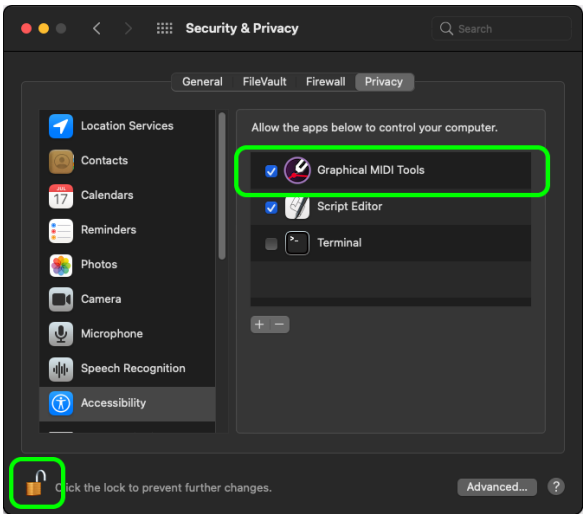 Security & Privacy
Search
General FileVault Firewall Privacy
Location Services
Contacts
JUL
17
Calendars
Reminders
Photos
Camera
Microphone
Speech Recognition
Accessibility
Allow the apps below to control your computer.
Graphical MIDI Tools
Script Editor
Terminal
+ −
Click the lock to prevent further changes.
Advanced... ?